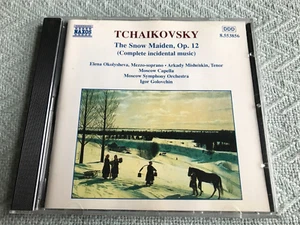 NAXOS
DDD
8.553856
TCHAIKOVSKY
The Snow Maiden, Op. 12
(Complete incidental music)
Elena Okolysheva, Mezzo-soprano • Arkady Mishenkin, Tenor
Moscow Capella
Moscow Symphony Orchestra
Igor Golovchin